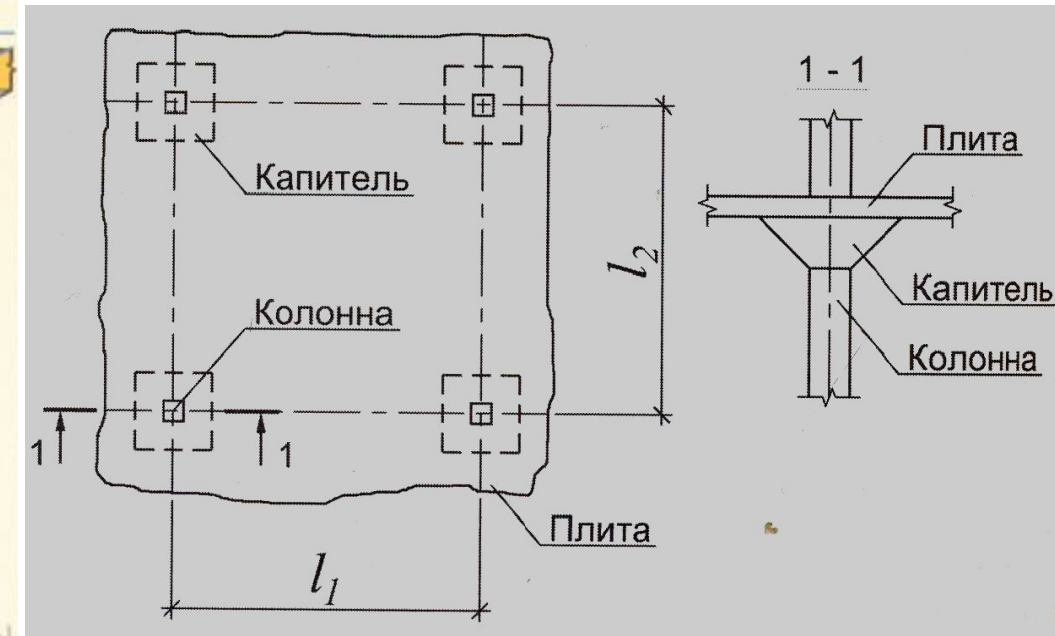 Капитель
Колонна
l₂
1
1
Плита
l₁
1 - 1
Плита
Капитель
Колонна